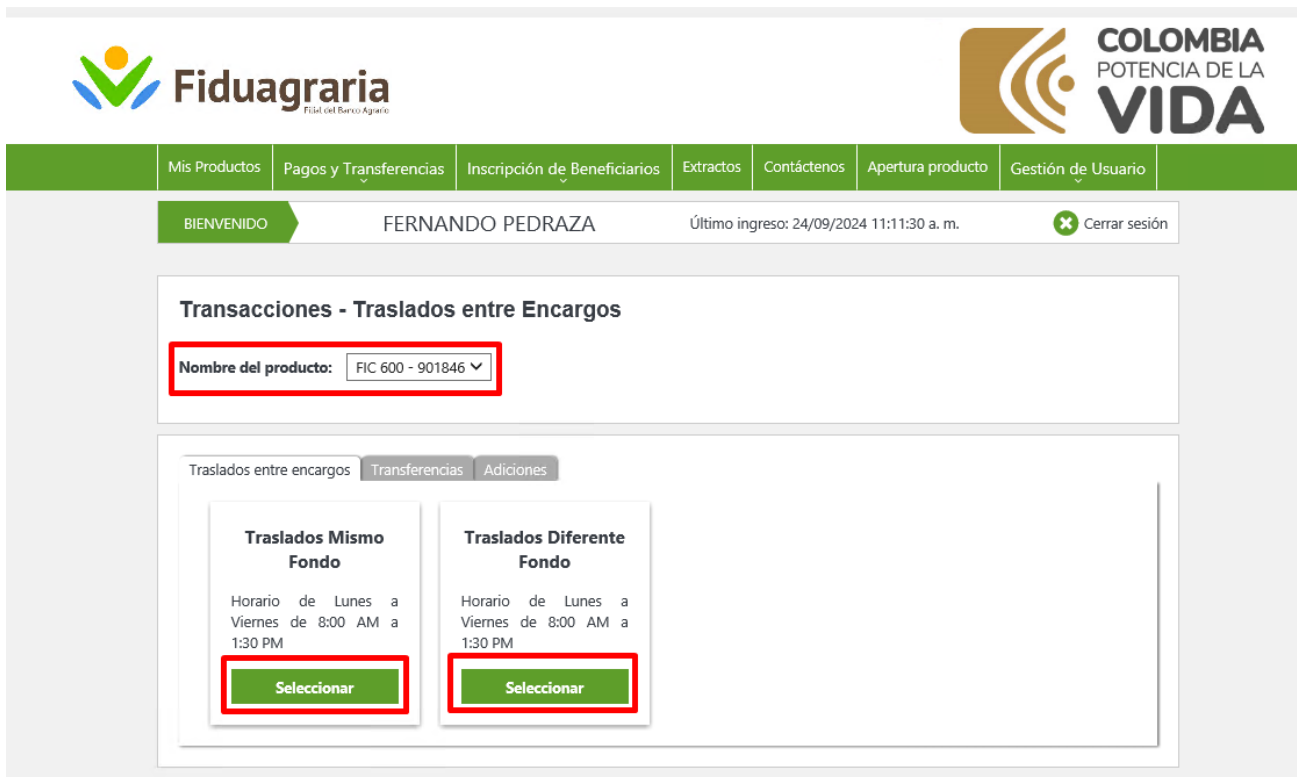 Fiduagraria
Filial del Banco Agrario
COLOMBIA
POTENCIA DE LA
VIDA
Mis Productos Pagos y Transferencias Inscripción de Beneficiarios Extractos Contáctenos Apertura producto Gestión de Usuario
BIENVENIDO FERNANDO PEDRAZA Último ingreso: 24/09/2024 11:11:30 a. m. Cerrar sesión
Transacciones - Traslados entre Encargos
Nombre del producto: FIC 600 - 901846
Traslados entre encargos Transferencias Adiciones
Traslados Mismo
Fondo
Horario de Lunes a
Viernes de 8:00 AM a
1:30 PM
Seleccionar
Traslados Diferente
Fondo
Horario de Lunes a
Viernes de 8:00 AM a
1:30 PM
Seleccionar